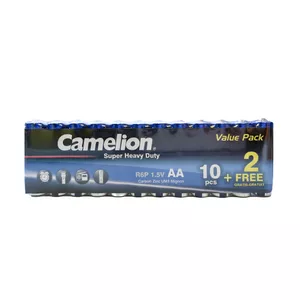 Value Pack
Camelion
Super Heavy Duty
R6P 1.5V AA
10
pcs
2
+ FREE